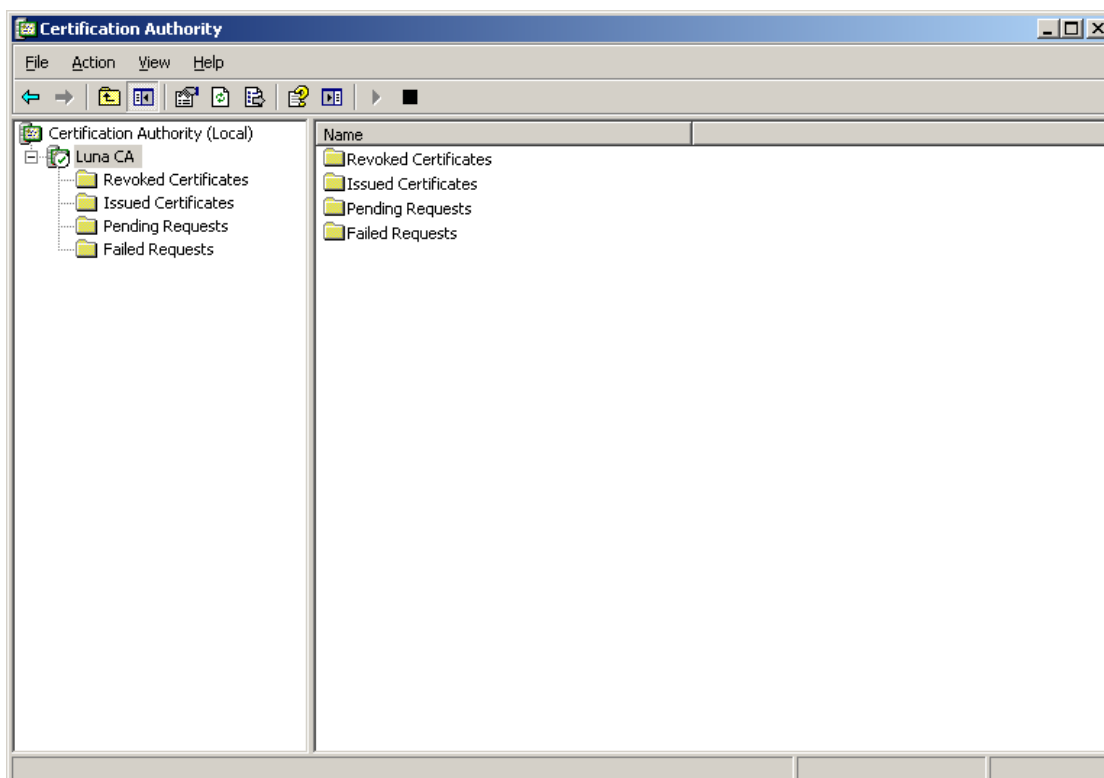 Certification Authority
File Action View Help
Certification Authority (Local)
Luna CA
Revoked Certificates
Issued Certificates
Pending Requests
Failed Requests
Name
Revoked Certificates
Issued Certificates
Pending Requests
Failed Requests